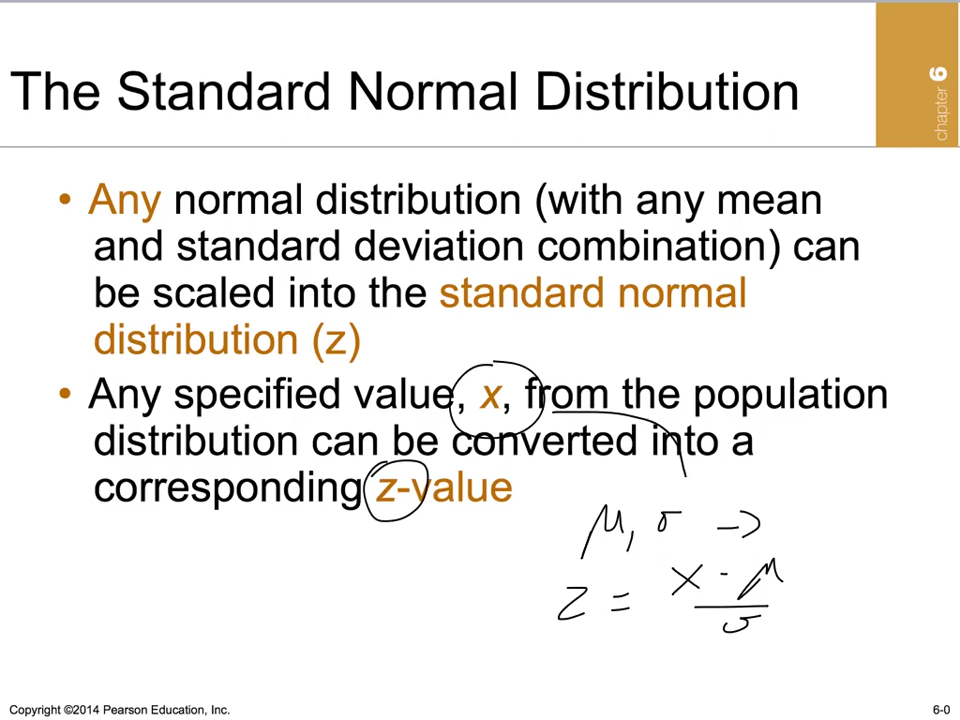 The Standard Normal Distribution
chapter 6
• Any normal distribution (with any mean
and standard deviation combination) can
be scaled into the standard normal
distribution (z)
• Any specified value, x, from the population
distribution can be converted into a
corresponding z-value
μ, σ →
z = x - μ
σ
Copyright ©2014 Pearson Education, Inc.
6-0